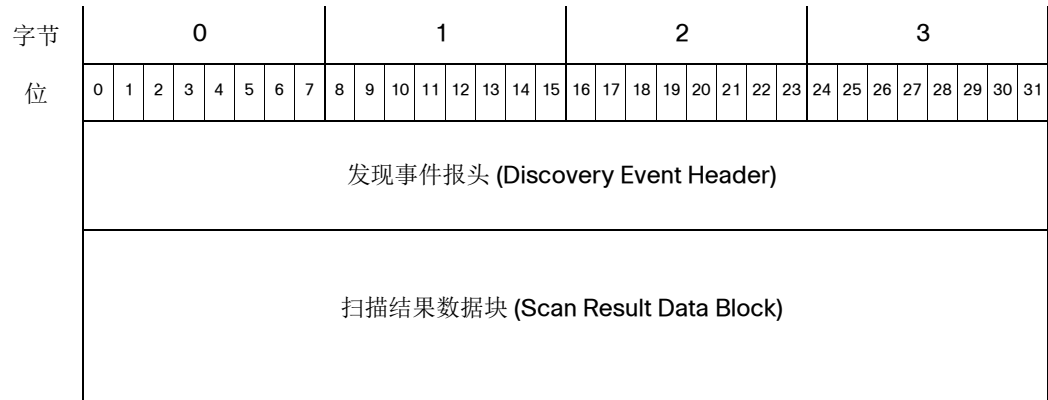 字节 0 1 2 3
位 0 1 2 3 4 5 6 7 8 9 10 11 12 13 14 15 16 17 18 19 20 21 22 23 24 25 26 27 28 29 30 31
发现事件报头 (Discovery Event Header)
扫描结果数据块 (Scan Result Data Block)